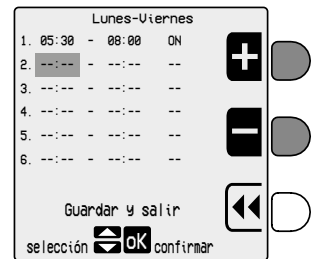 Lunes-Viernes
1. 05:30 - 08:00 ON
2. --:-- - --:-- --
3. --:-- - --:-- --
4. --:-- - --:-- --
5. --:-- - --:-- --
6. --:-- - --:-- --
Guardar y salir
selección OK confirmar